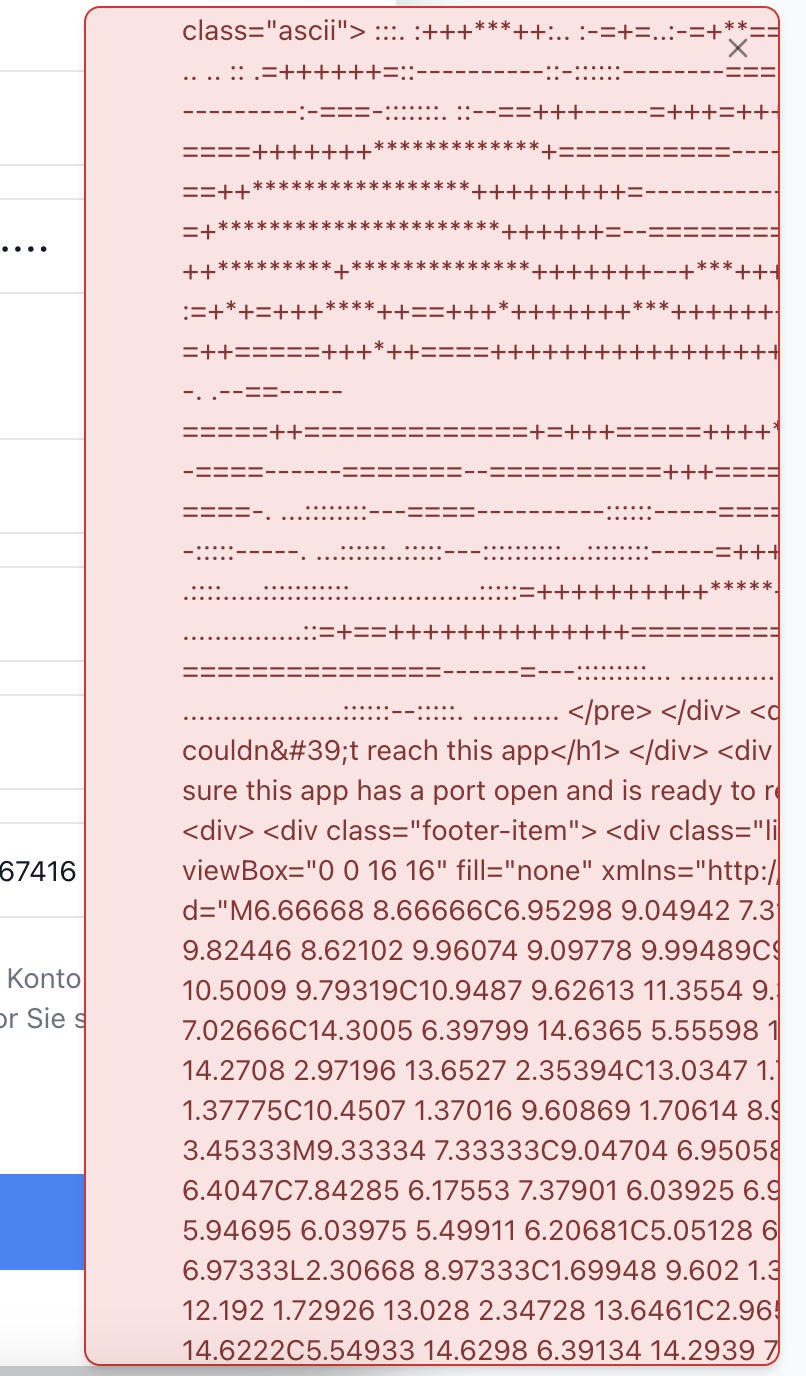 class="ascii"> :::. :+++***++:.. :-=+=..:-=+**==
.. .. :: .=++++++=::----------::-::::::--------===
---------:-===-:::::::. ::--==+++-----=+++=+++
====+++++++*************+==========----
==++*****************+++++++++=-----------
=+**********************++++++=--========
++*********+**************+++++++--+***+++
:=+*+=+++****++==+++*+++++++***+++++++
=++=====+++*++====+++++++++++++++++
-. .--==-----
=====++=============+=+++=====++++*
-====------=======--==========+++====
====-. ...::::::::---====----------::::::-----====
-:::::-----. ...::::::..:::::---::::::::::...::::::::-----=+++
.::::.....:::::::::::...............:::::=++++++++++*****+
...............::=+==++++++++++++++=========
===============------=---:::::::::... ............
.....................::::::--:::::. ........... </pre> </div> <d
couldn&#39;t reach this app</h1> </div> <div
sure this app has a port open and is ready to re
<div> <div class="footer-item"> <div class="li
viewBox="0 0 16 16" fill="none" xmlns="http:/
d="M6.66668 8.66666C6.95298 9.04942 7.3
9.82446 8.62102 9.96074 9.09778 9.99489C9
10.5009 9.79319C10.9487 9.62613 11.3554 9.
7.02666C14.3005 6.39799 14.6365 5.55598 1
14.2708 2.97196 13.6527 2.35394C13.0347 1.
1.37775C10.4507 1.37016 9.60869 1.70614 8.9
3.45333M9.33334 7.33333C9.04704 6.95058
6.4047C7.84285 6.17553 7.37901 6.03925 6.9
5.94695 6.03975 5.49911 6.20681C5.05128 6
6.97333L2.30668 8.97333C1.69948 9.602 1.3
12.192 1.72926 13.028 2.34728 13.6461C2.965
14.6222C5.54933 14.6298 6.39134 14.2939 7
....
67416
Konto
or Sie s